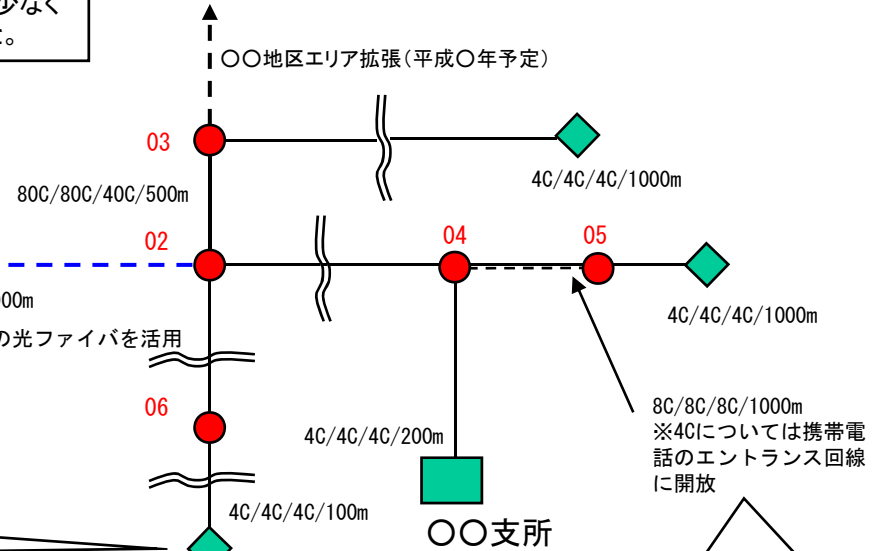 少なく
。
〇〇地区エリア拡張(平成〇年予定)
03
4C/4C/4C/1000m
80C/80C/40C/500m
02
04
05
00m
4C/4C/4C/1000m
の光ファイバを活用
06
8C/8C/8C/1000m
※4Cについては携帯電
話のエントランス回線
に開放
4C/4C/4C/200m
4C/4C/4C/100m
〇〇支所